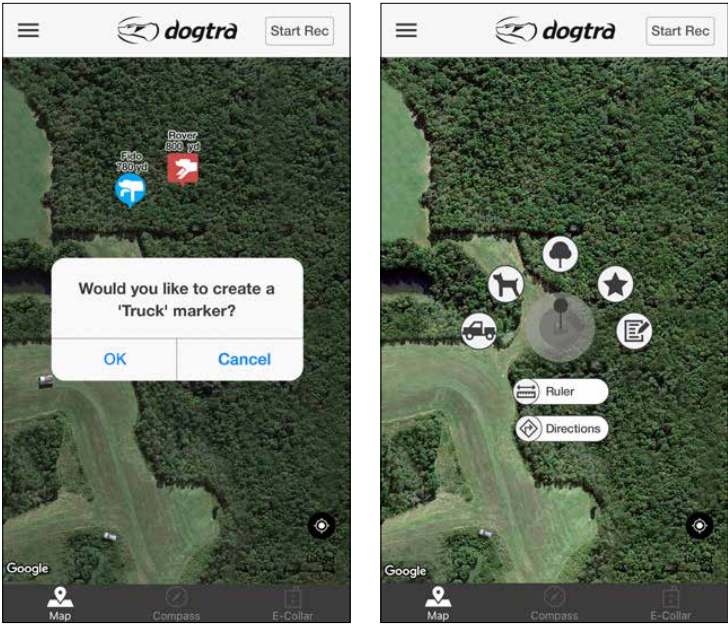 dogtra
Start Rec
Rover
800 yd
Fido
780 yd
Would you like to create a
'Truck' marker?
OK
Cancel
Google
Map
Compass
E-Collar
dogtra
Start Rec
Ruler
Directions
Google
Map
Compass
E-Collar